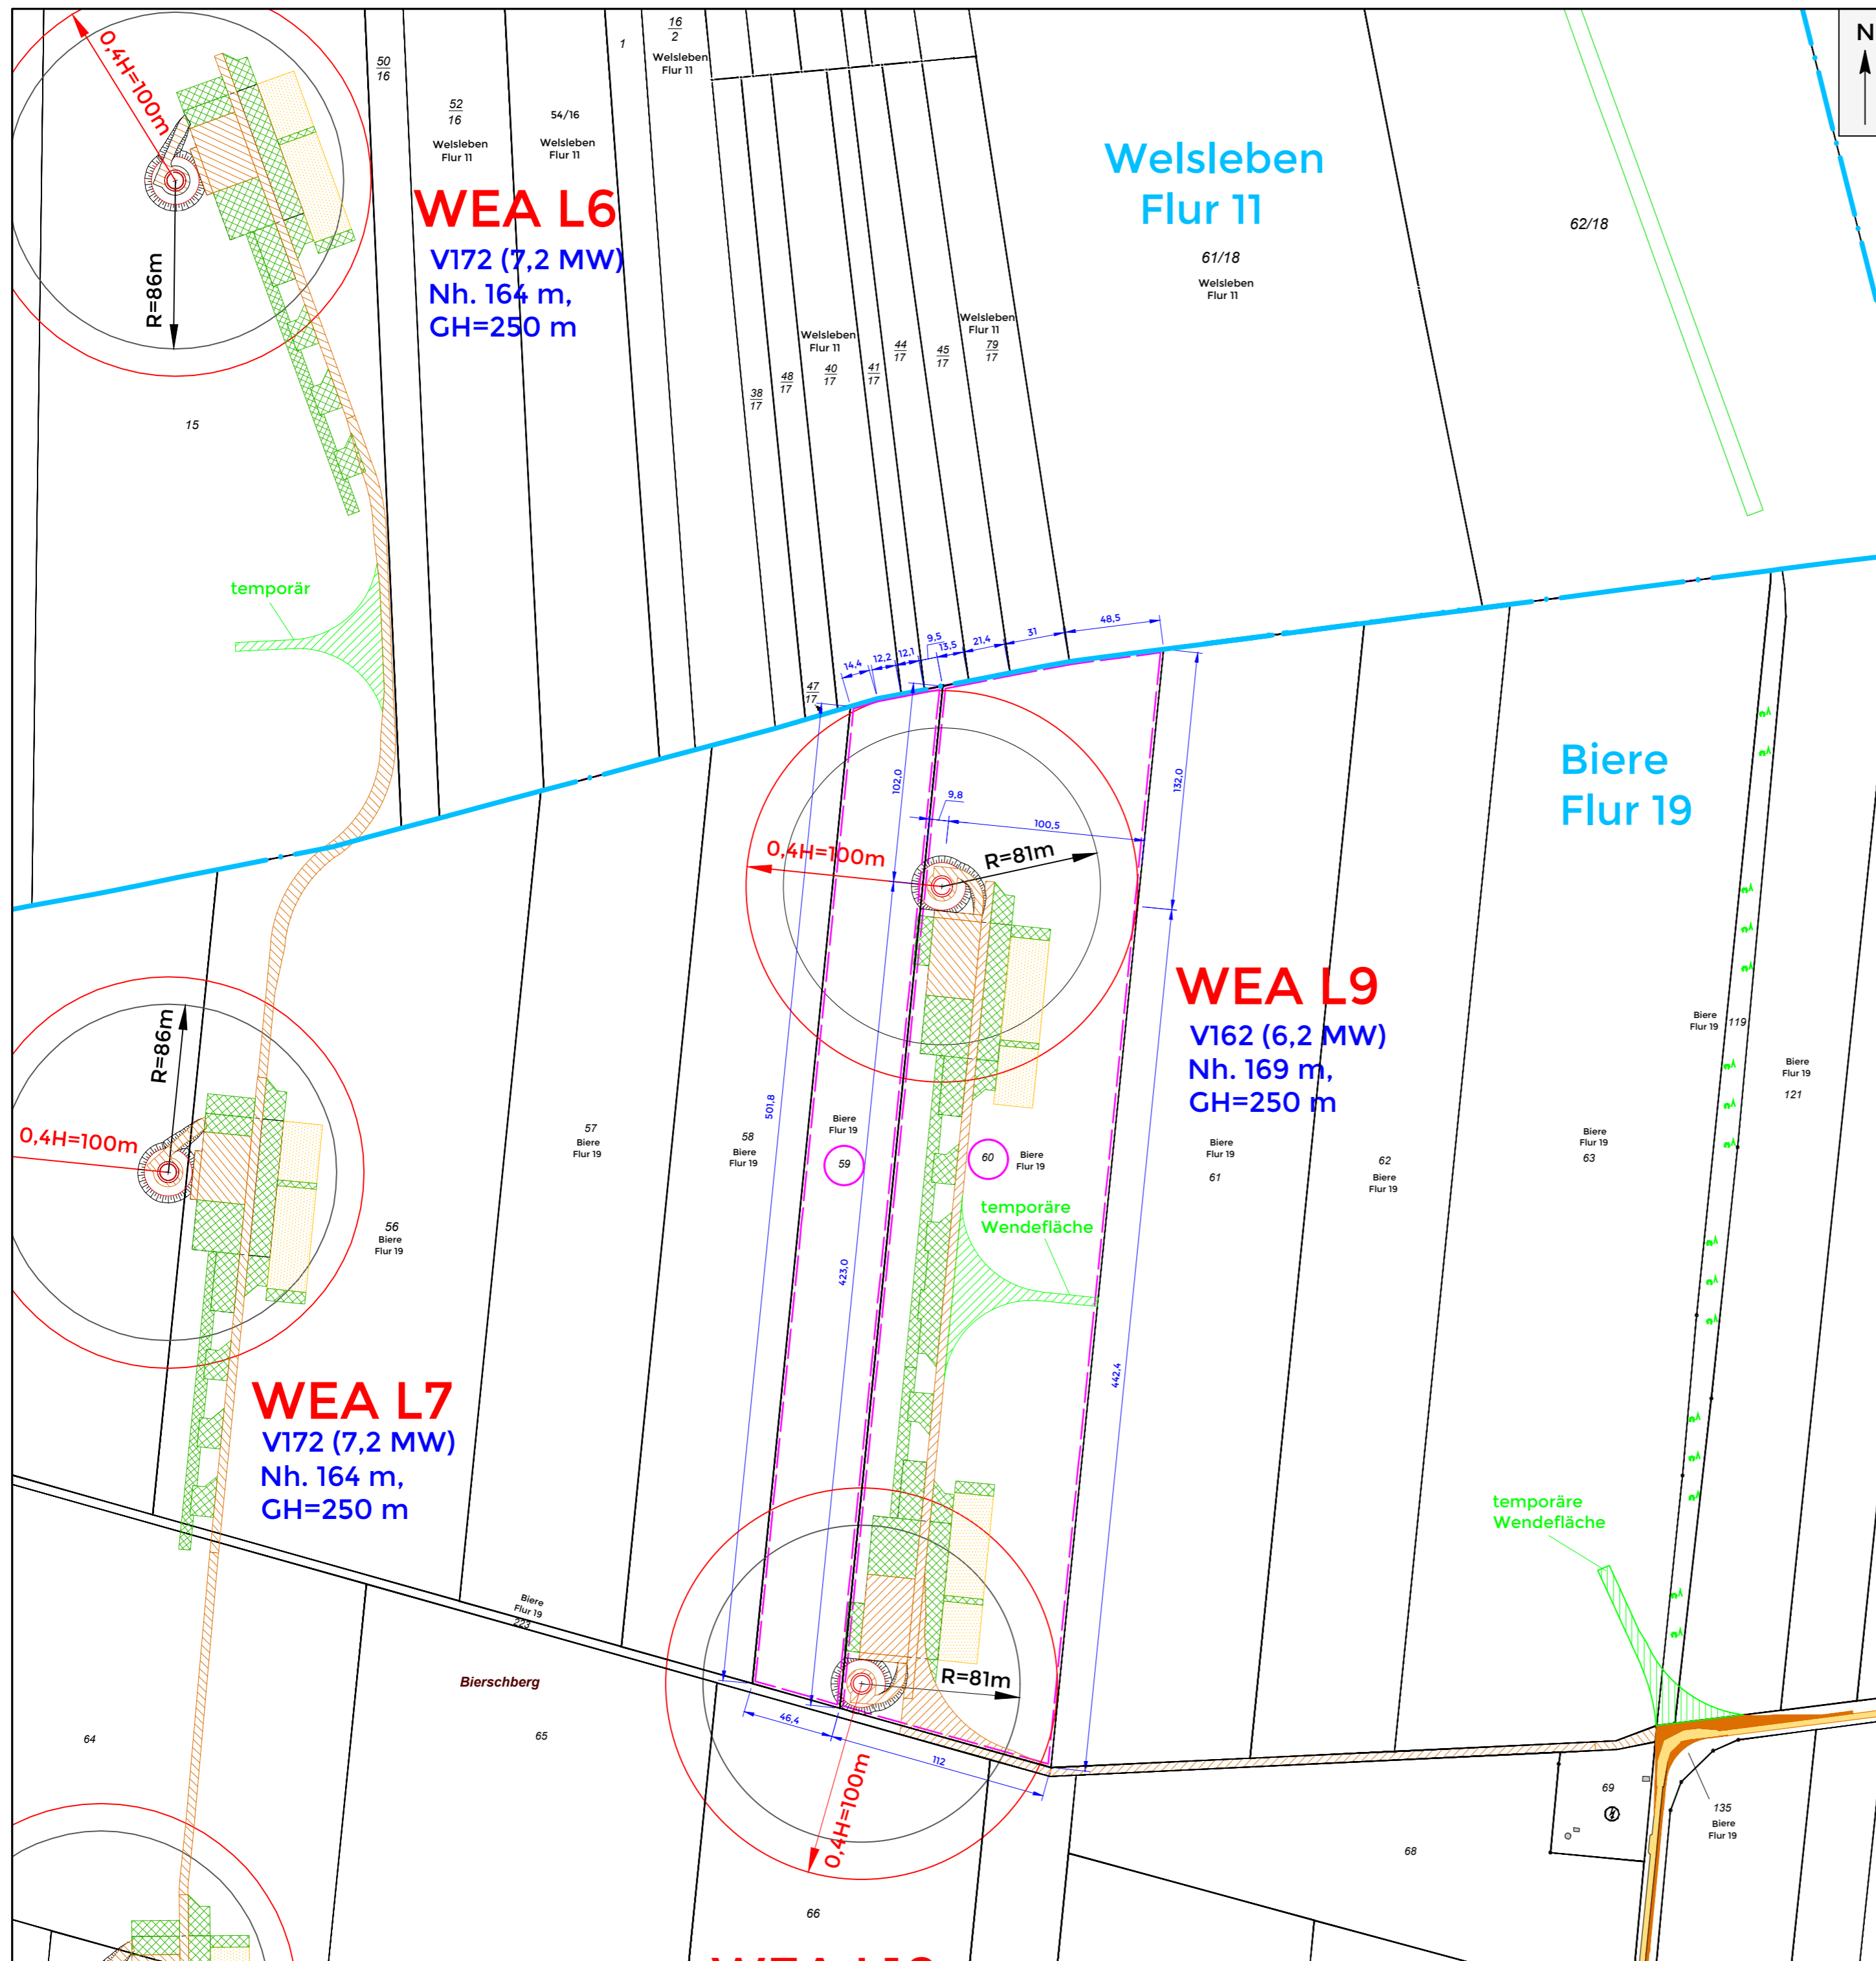 N
0,4H=100m
R=86m
50
16
52
16
Welsleben
Flur 11
54/16
Welsleben
Flur 11
1
16
2
Welsleben
Flur 11
WEA L6
V172 (7,2 MW)
Nh. 164 m,
GH=250 m
15
temporär
38
17
48
17
Welsleben
Flur 11
40
17
41
17
44
17
45
17
Welsleben
Flur 11
79
17
47
17
Welsleben
Flur 11
61/18
Welsleben
Flur 11
62/18
14,4
12,2
12,1
9,5
13,5
21,4
31
48,5
102,0
9,8
100,5
132,0
0,4H=100m
R=81m
Biere
Flur 19
WEA L9
V162 (6,2 MW)
Nh. 169 m,
GH=250 m
R=86m
0,4H=100m
WEA L7
V172 (7,2 MW)
Nh. 164 m,
GH=250 m
56
Biere
Flur 19
57
Biere
Flur 19
58
Biere
Flur 19
501,8
Biere
Flur 19
59
423,0
60
Biere
Flur 19
temporäre
Wendefläche
442,4
Biere
Flur 19
61
62
Biere
Flur 19
Biere
Flur 19
63
Biere
Flur 19
119
Biere
Flur 19
121
temporäre
Wendefläche
Biere
Flur 19
223
Bierschberg
64
65
46,4
112
R=81m
0,4H=100m
66
68
69
135
Biere
Flur 19